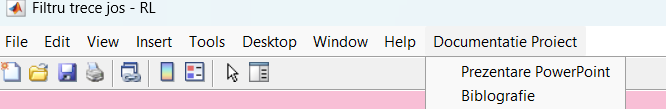 Filtru trece jos - RL
File Edit View Insert Tools Desktop Window Help Documentatie Proiect
Prezentare PowerPoint
Biblografie